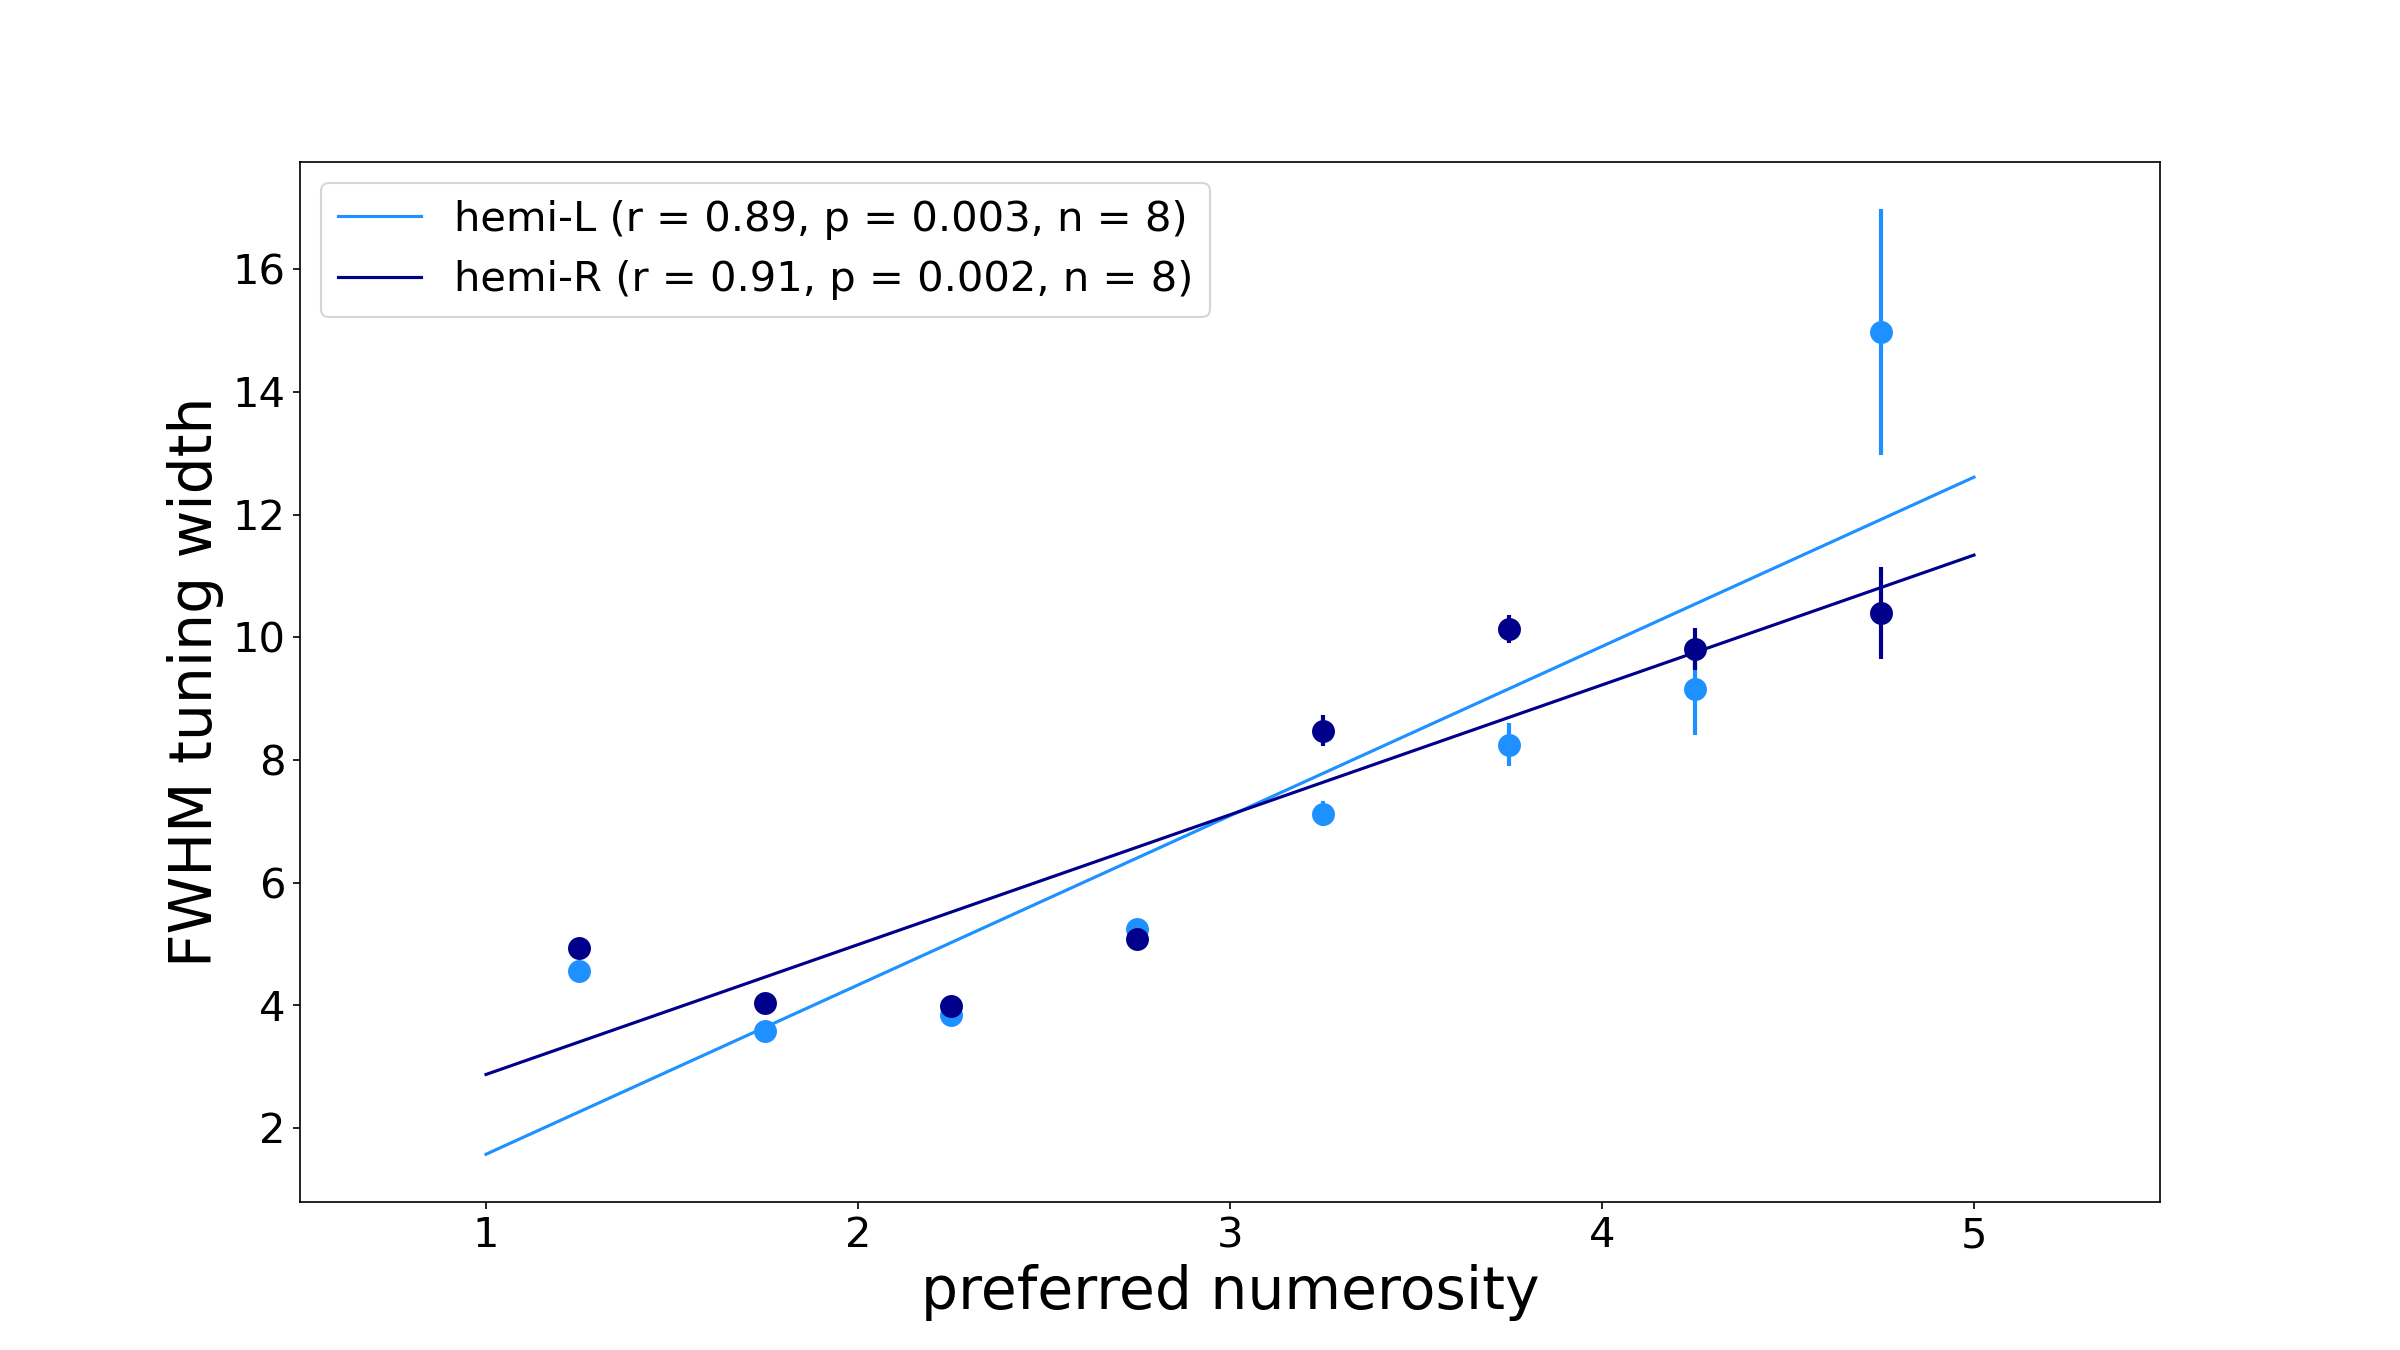 hemi-L (r = 0.89, p = 0.003, n = 8)
hemi-R (r = 0.91, p = 0.002, n = 8)
FWHM tuning width
16
14
12
10
8
6
4
2
1 2 3 4 5
preferred numerosity